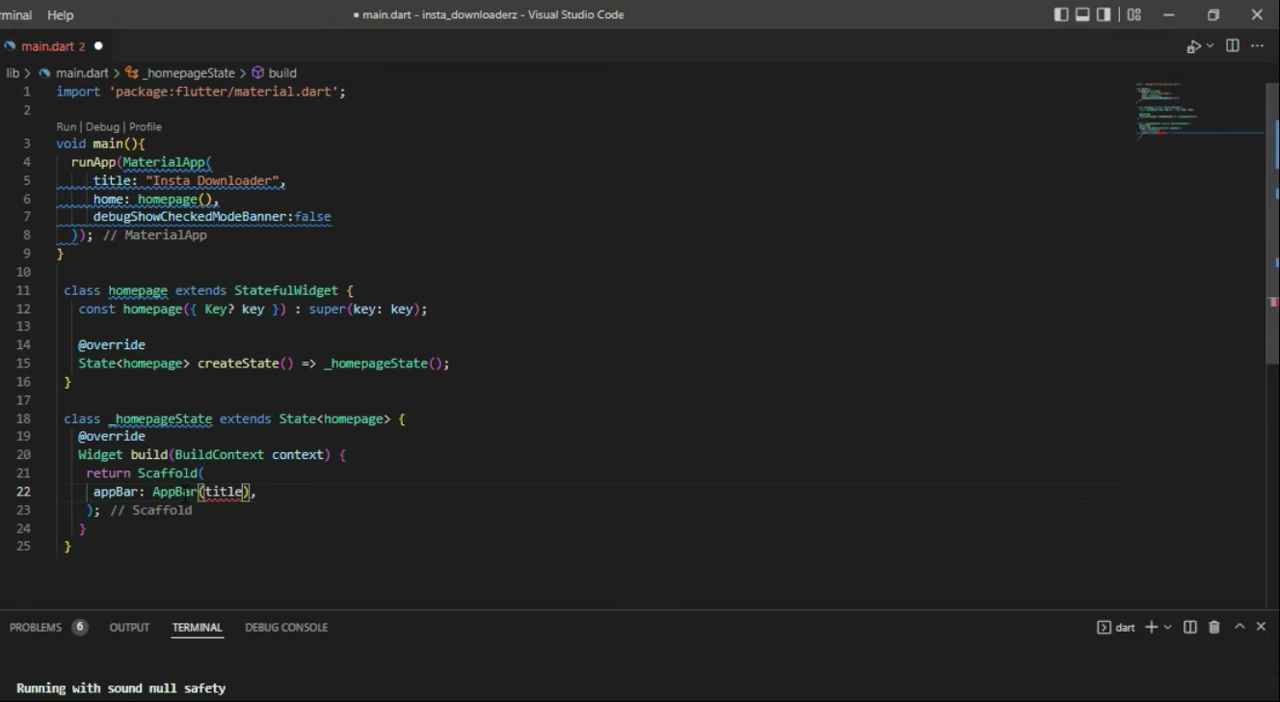 rminal Help
● main.dart - insta_downloaderz - Visual Studio Code
main.dart 2 ●
lib > main.dart > _homepageState > build
1 import 'package:flutter/material.dart';
2
Run | Debug | Profile
3 void main(){
4 runApp(MaterialApp(
5 title: "Insta Downloader",
6 home: homepage(),
7 debugShowCheckedModeBanner:false
8 )); // MaterialApp
9 }
10
11 class homepage extends StatefulWidget {
12 const homepage({ Key? key }) : super(key: key);
13
14 @override
15 State<homepage> createState() => _homepageState();
16 }
17
18 class _homepageState extends State<homepage> {
19 @override
20 Widget build(BuildContext context) {
21 return Scaffold(
22 appBar: AppBar(title),
23 ); // Scaffold
24 }
25 }
PROBLEMS 6 OUTPUT TERMINAL DEBUG CONSOLE
dart
Running with sound null safety